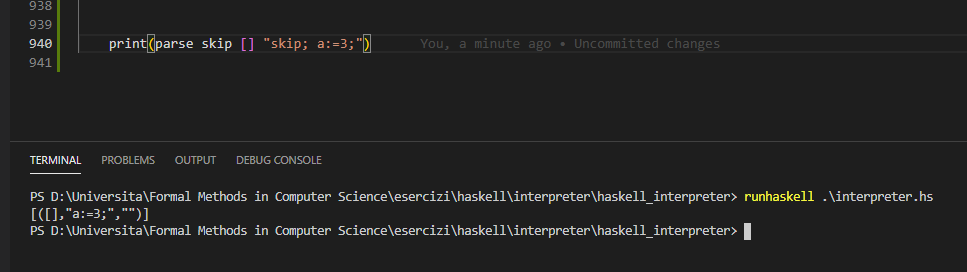 938
939
940 print(parse skip [] "skip; a:=3;") You, a minute ago • Uncommitted changes
941
TERMINAL PROBLEMS OUTPUT DEBUG CONSOLE
PS D:\Universita\Formal Methods in Computer Science\esercizi\haskell\interpreter\haskell_interpreter> runhaskell .\interpreter.hs
[([],"a:=3;","")]
PS D:\Universita\Formal Methods in Computer Science\esercizi\haskell\interpreter\haskell_interpreter>